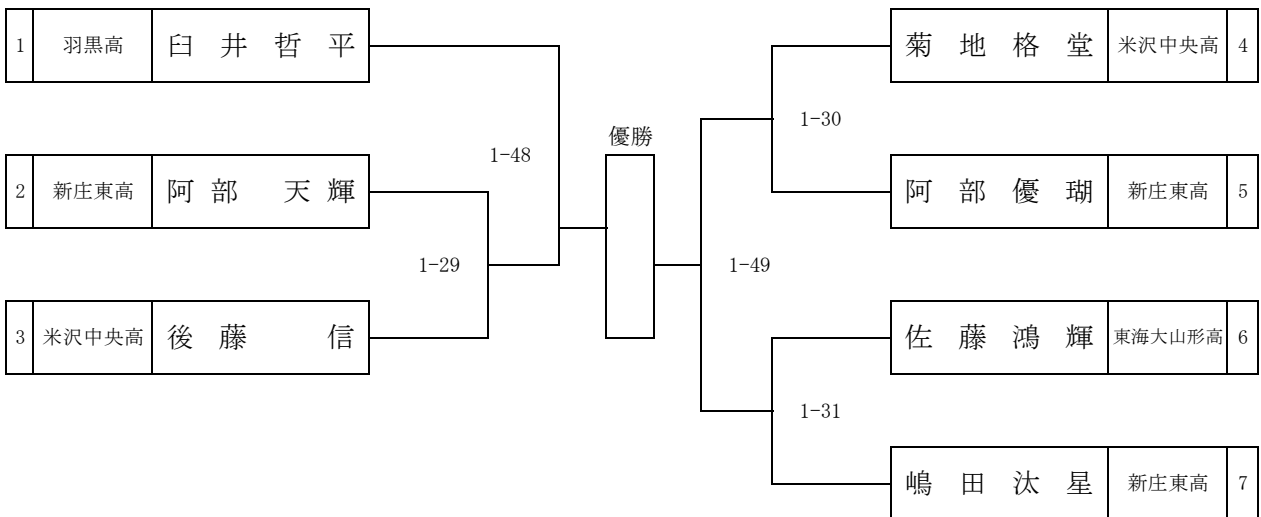 1 羽黒高 臼井哲平
1-48
2 新庄東高 阿部 天輝
1-29
3 米沢中央高 後藤 信
優勝
菊地格堂 米沢中央高 4
1-30
阿部優瑚 新庄東高 5
1-49
佐藤鴻輝 東海大山形高 6
1-31
嶋田汰星 新庄東高 7